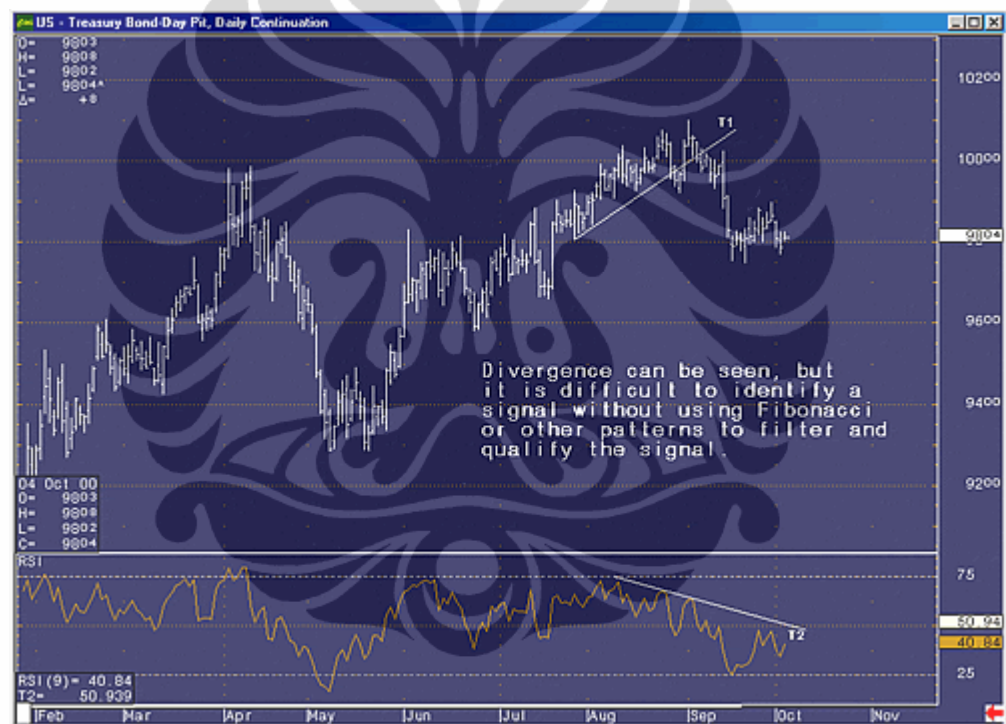 US - Treasury Bond-Day Pit, Daily Continuation
O= 9803
H= 9808
L= 9802
L= 9804^
Δ= +8
10200
T1
10000
9804
9600
Divergence can be seen, but
it is difficult to identify a
signal without using Fibonacci
or other patterns to filter and
qualify the signal.
9400
9200
04 Oct 00
O= 9803
H= 9808
L= 9802
C= 9804
RSI
75
50.94
T2
40.84
25
RSI(9)= 40.84
T2= 50.939
Feb Mar Apr May Jun Jul Aug Sep Oct Nov